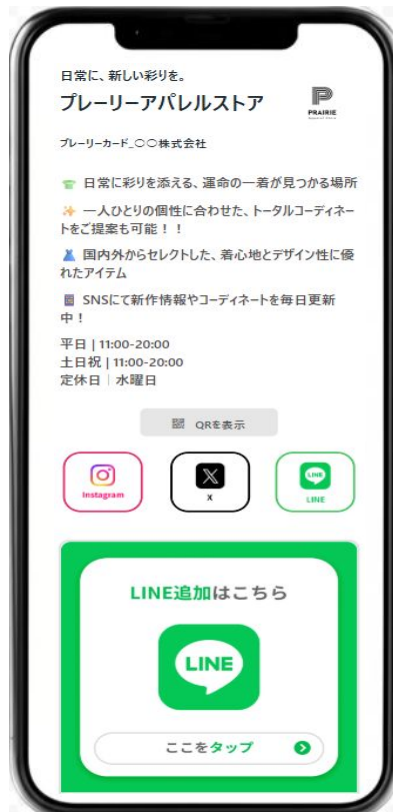 日常に、新しい彩りを。
プレーリーアパレルストア
PRAIRIE
プレーリーカード_○○株式会社
日常に彩りを添える、運命の一着が見つかる場所
一人ひとりの個性に合わせた、トータルコーディネー
トをご提案も可能！！
国内外からセレクトした、着心地とデザイン性に優
れたアイテム
SNSにて新作情報やコーディネートを毎日更新
中！
平日 | 11:00-20:00
土日祝 | 11:00-20:00
定休日｜水曜日
QRを表示
Instagram
X
LINE
LINE
LINE追加はこちら
LINE
ここをタップ